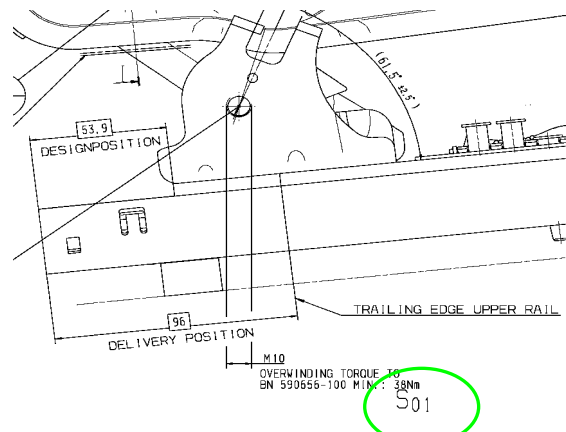 (61.5° ±2.5°)
53.9
DESIGNPOSITION
TRAILING EDGE UPPER RAIL
96
DELIVERY POSITION
M10
OVERWINDING TORQUE TO
BN 590656-100 MIN.: 38Nm
S01